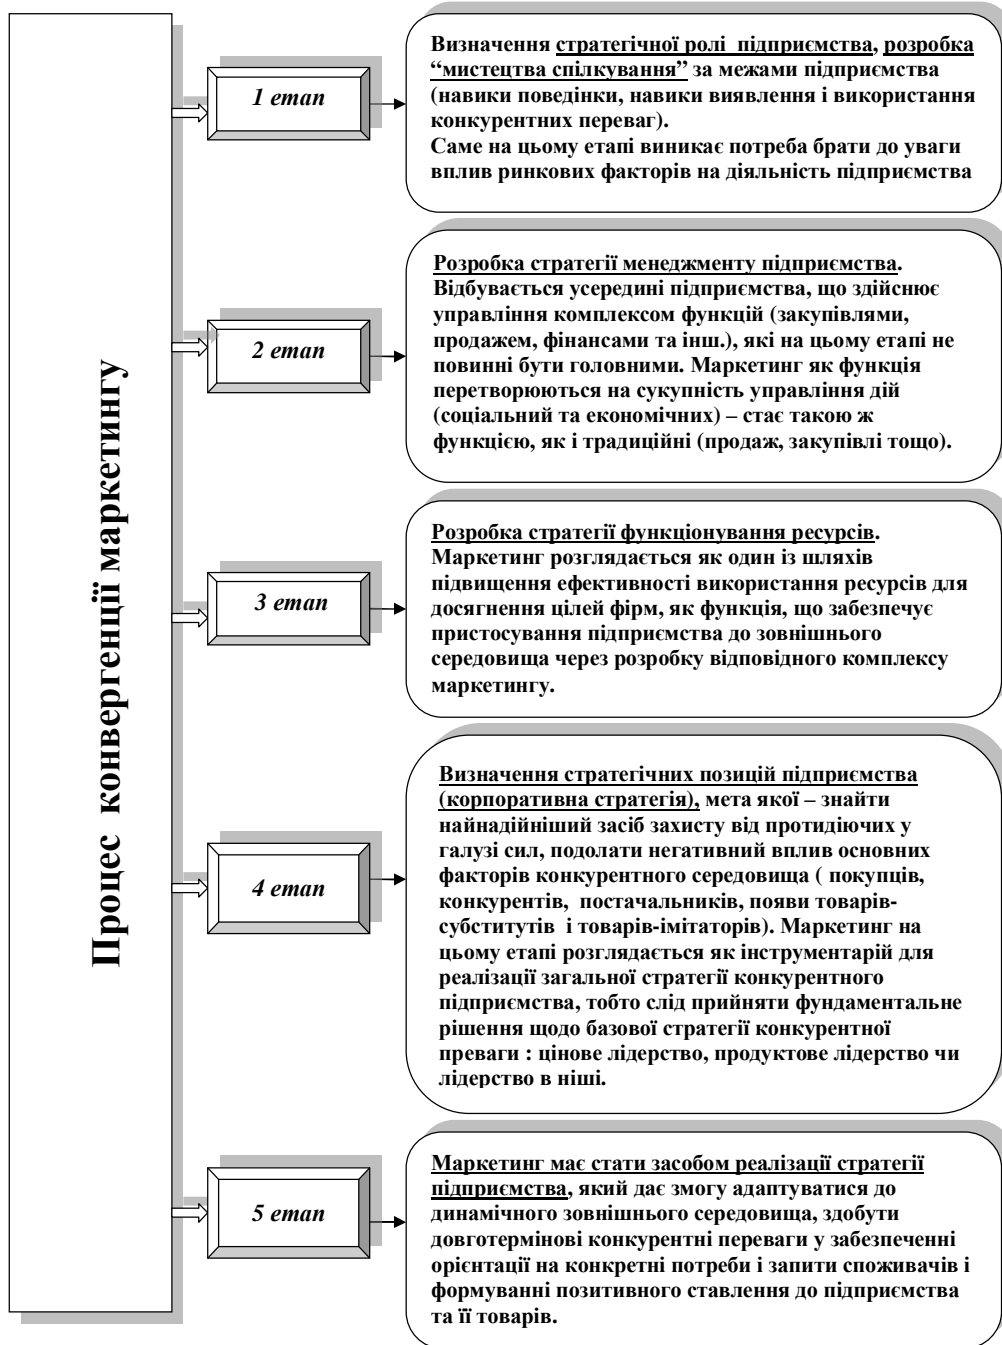 Процес конвергенції маркетингу
1 етап
Визначення стратегічної ролі підприємства, розробка
“мистецтва спілкування” за межами підприємства
(навики поведінки, навики виявлення і використання
конкурентних переваг).
Саме на цьому етапі виникає потреба брати до уваги
вплив ринкових факторів на діяльність підприємства
2 етап
Розробка стратегії менеджменту підприємства.
Відбувається усередині підприємства, що здійснює
управління комплексом функцій (закупівлями,
продажем, фінансами та інш.), які на цьому етапі не
повинні бути головними. Маркетинг як функція
перетворюються на сукупність управління дій
(соціальний та економічних) – стає такою ж
функцією, як і традиційні (продаж, закупівлі тощо).
3 етап
Розробка стратегії функціонування ресурсів.
Маркетинг розглядається як один із шляхів
підвищення ефективності використання ресурсів для
досягнення цілей фірм, як функція, що забезпечує
пристосування підприємства до зовнішнього
середовища через розробку відповідного комплексу
маркетингу.
4 етап
Визначення стратегічних позицій підприємства
(корпоративна стратегія), мета якої – знайти
найнадійніший засіб захисту від протидіючих у
галузі сил, подолати негативний вплив основних
факторів конкурентного середовища ( покупців,
конкурентів, постачальників, появи товарів-
субститутів і товарів-імітаторів). Маркетинг на
цьому етапі розглядається як інструментарій для
реалізації загальної стратегії конкурентного
підприємства, тобто слід прийняти фундаментальне
рішення щодо базової стратегії конкурентної
преваги : цінове лідерство, продуктове лідерство чи
лідерство в ніші.
5 етап
Маркетинг має стати засобом реалізації стратегії
підприємства, який дає змогу адаптуватися до
динамічного зовнішнього середовища, здобути
довготермінові конкурентні переваги у забезпеченні
орієнтації на конкретні потреби і запити споживачів і
формуванні позитивного ставлення до підприємства
та її товарів.